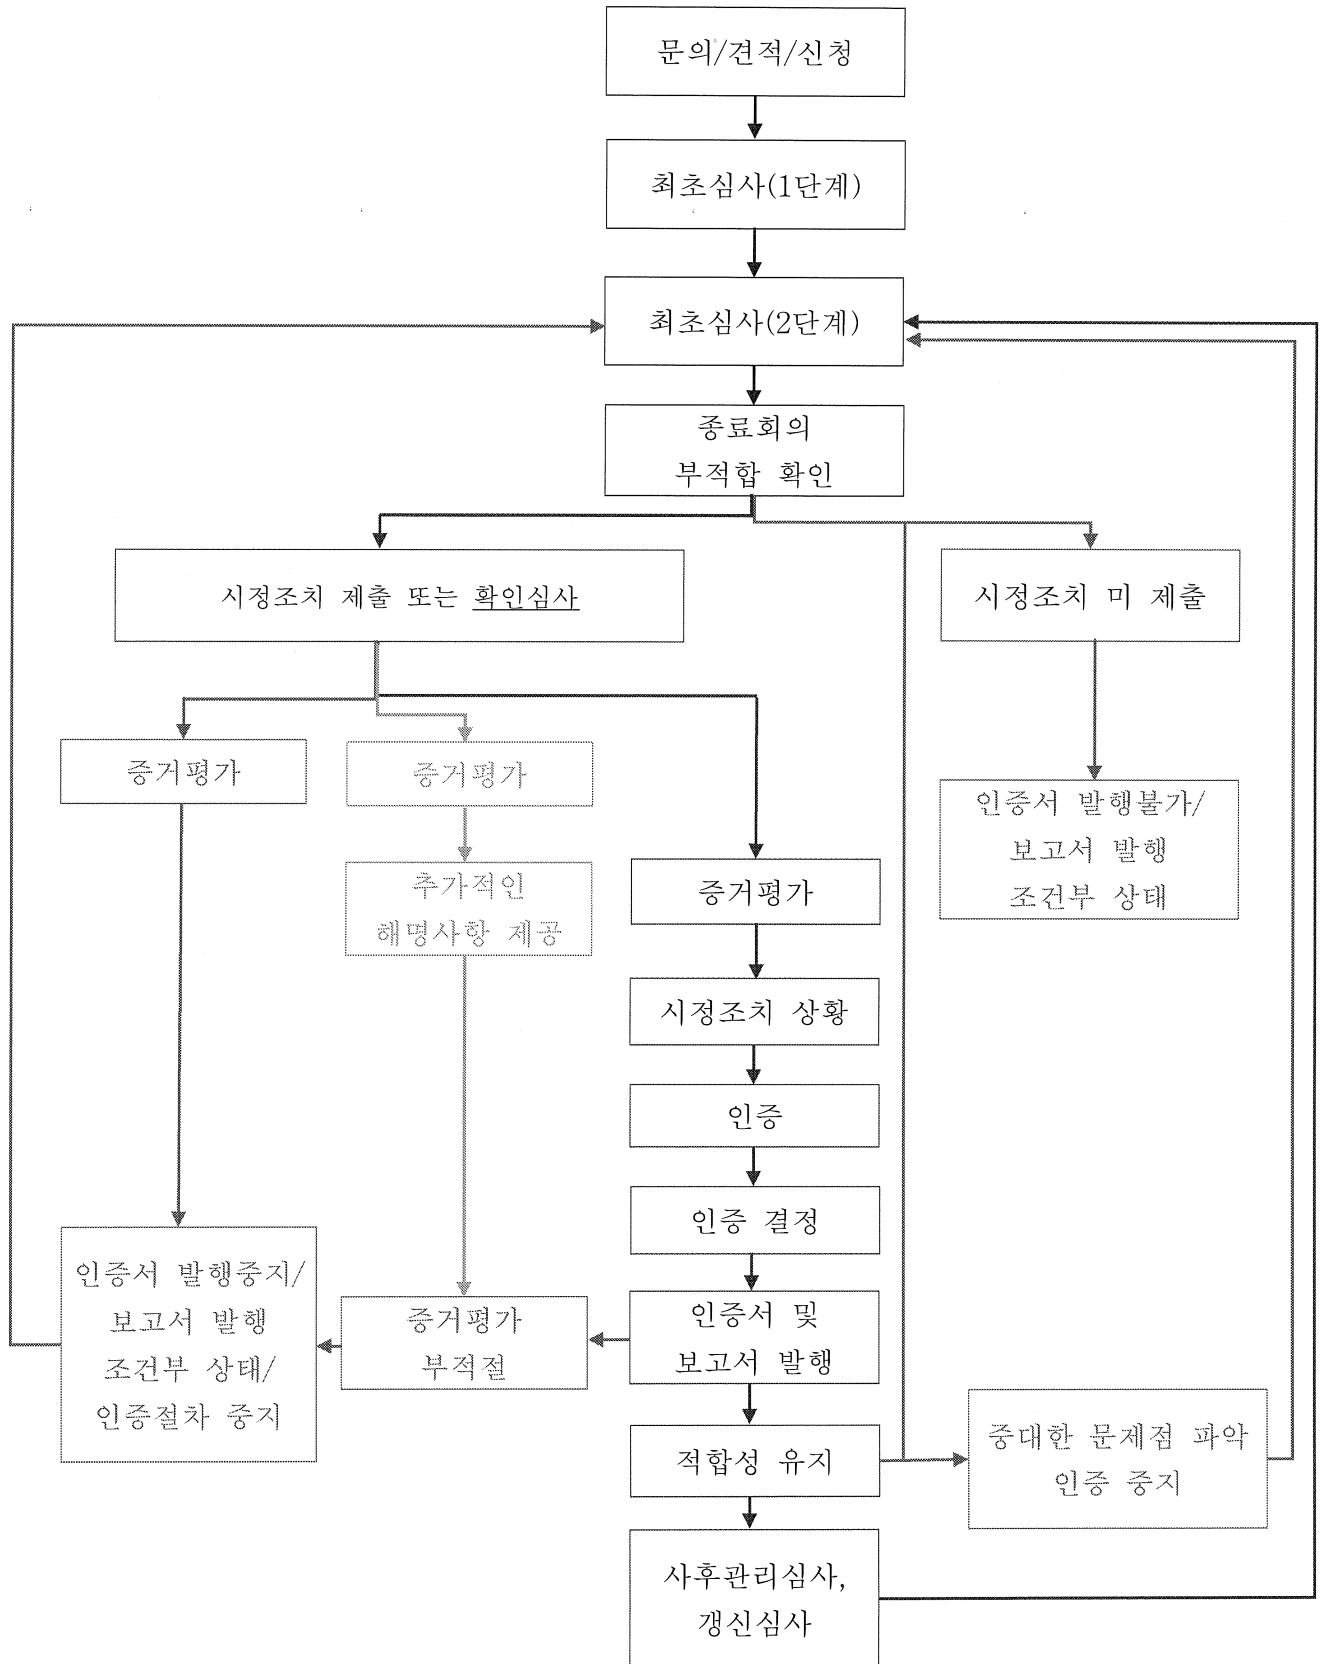 문의/견적/신청
최초심사(1단계)
최초심사(2단계)
종료회의
부적합 확인
시정조치 제출 또는 확인심사
시정조치 미 제출
증거평가
증거평가
인증서 발행불가/
보고서 발행
조건부 상태
추가적인
해명사항 제공
증거평가
시정조치 상황
인증
인증 결정
인증서 발행중지/
보고서 발행
조건부 상태/
인증절차 중지
증거평가
부적절
인증서 및
보고서 발행
적합성 유지
중대한 문제점 파악
인증 중지
사후관리심사,
갱신심사